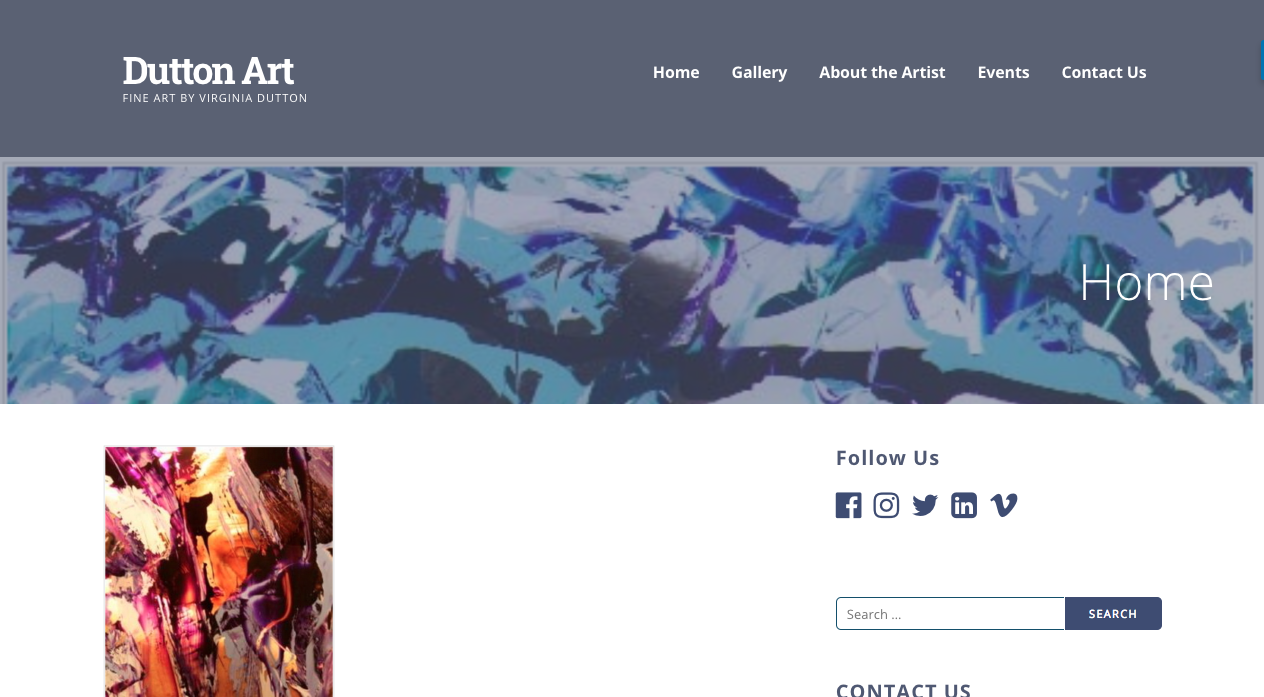 Dutton Art
FINE ART BY VIRGINIA DUTTON
Home Gallery About the Artist Events Contact Us
Home
Follow Us
Search ...
SEARCH
CONTACT US